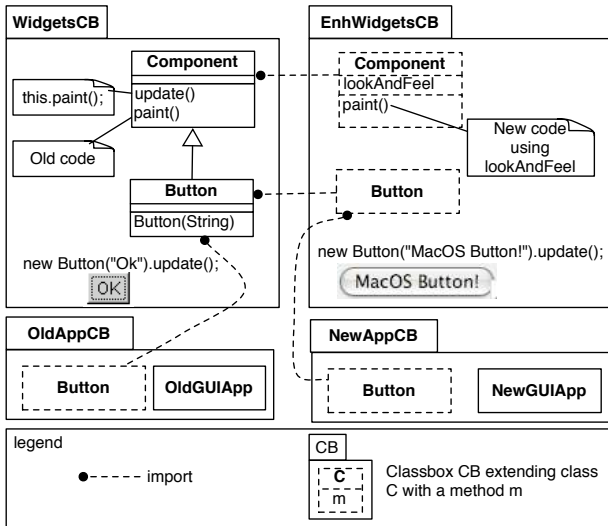 WidgetsCB
Component
update()
paint()
this.paint();
Old code
Button
Button(String)
new Button("Ok").update();
OK
EnhWidgetsCB
Component
lookAndFeel
paint()
New code
using
lookAndFeel
Button
new Button("MacOS Button!").update();
MacOS Button!
OldAppCB
Button
OldGUIApp
NewAppCB
Button
NewGUIApp
legend
import
CB
C
m
Classbox CB extending class
C with a method m